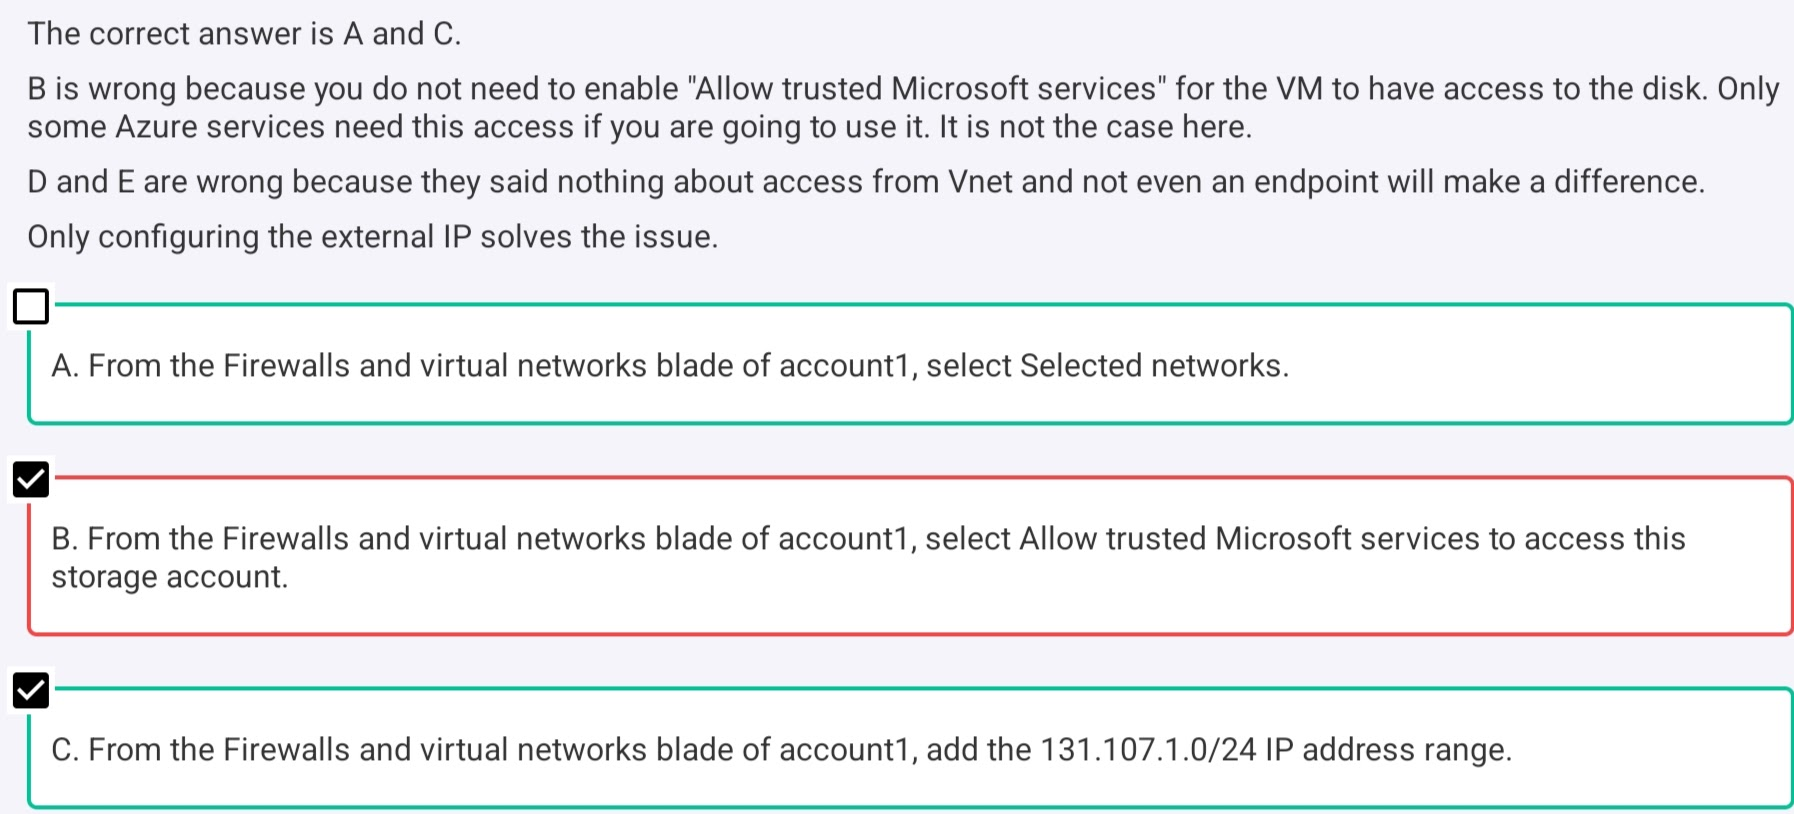 The correct answer is A and C.
B is wrong because you do not need to enable "Allow trusted Microsoft services" for the VM to have access to the disk. Only
some Azure services need this access if you are going to use it. It is not the case here.
D and E are wrong because they said nothing about access from Vnet and not even an endpoint will make a difference.
Only configuring the external IP solves the issue.
A. From the Firewalls and virtual networks blade of account1, select Selected networks.
B. From the Firewalls and virtual networks blade of account1, select Allow trusted Microsoft services to access this
storage account.
C. From the Firewalls and virtual networks blade of account1, add the 131.107.1.0/24 IP address range.